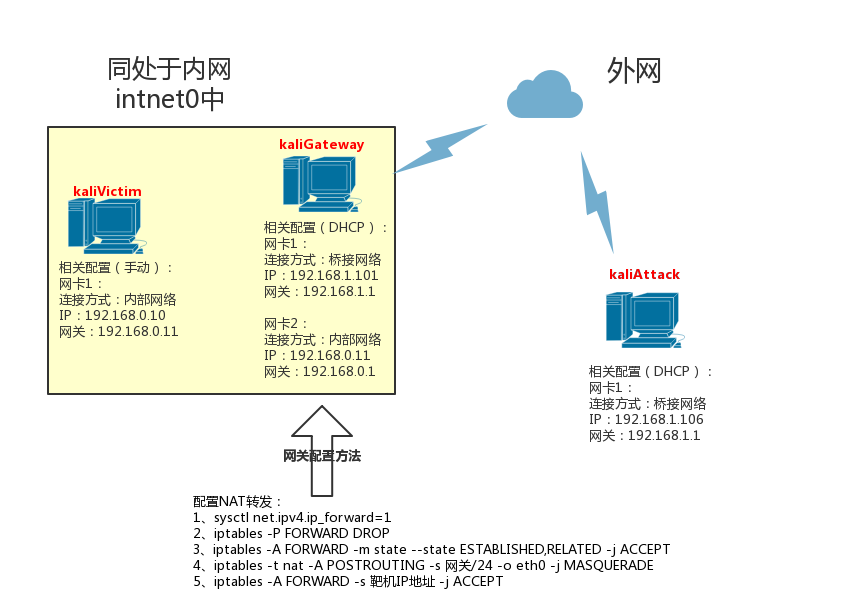 同处于内网
intnet0中
外网
kaliGateway
kaliVictim
相关配置（DHCP）：
网卡1：
连接方式：桥接网络
IP：192.168.1.101
网关：192.168.1.1
网卡2：
连接方式：内部网络
IP：192.168.0.11
网关：192.168.0.1
相关配置（手动）：
网卡1：
连接方式：内部网络
IP：192.168.0.10
网关：192.168.0.11
kaliAttack
相关配置（DHCP）：
网卡1：
连接方式：桥接网络
IP：192.168.1.106
网关：192.168.1.1
网关配置方法
配置NAT转发：
1、sysctl net.ipv4.ip_forward=1
2、iptables -P FORWARD DROP
3、iptables -A FORWARD -m state --state ESTABLISHED,RELATED -j ACCEPT
4、iptables -t nat -A POSTROUTING -s 网关/24 -o eth0 -j MASQUERADE
5、iptables -A FORWARD -s 靶机IP地址 -j ACCEPT